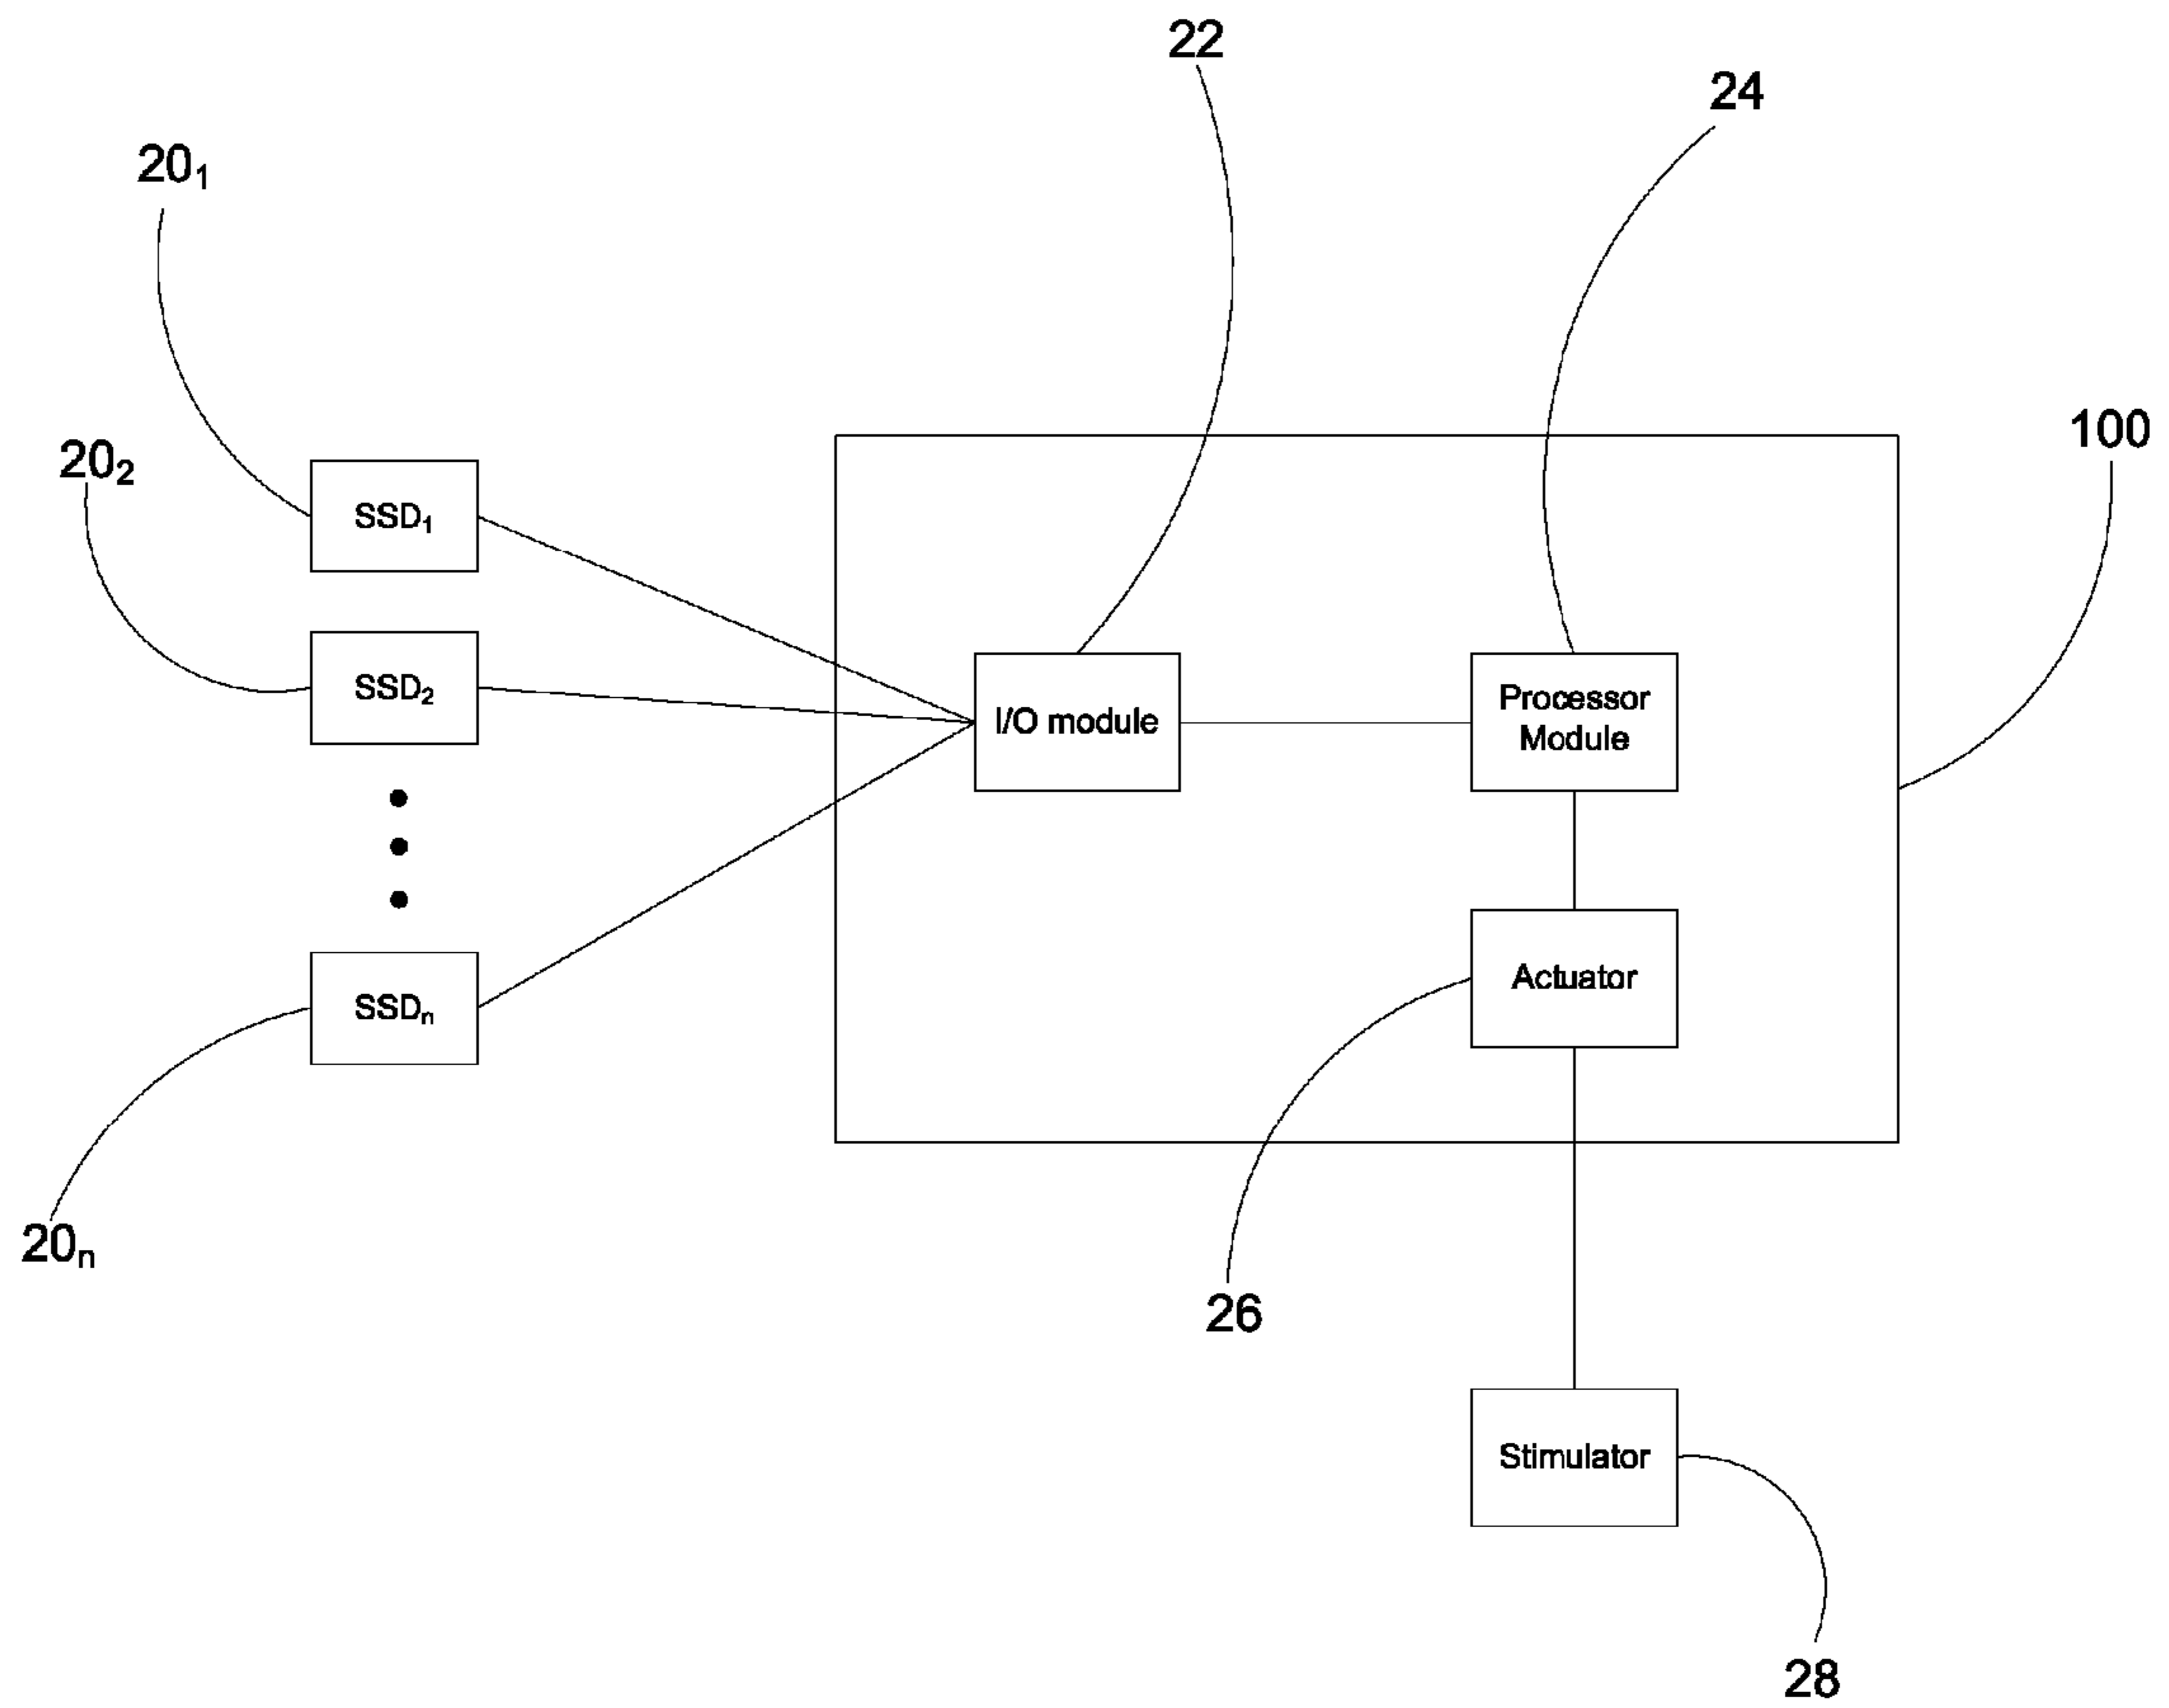 22
24
20₁
100
20₂
SSD₁
SSD₂
I/O module
Processor
Module
Actuator
SSDₙ
20ₙ
26
Stimulator
28